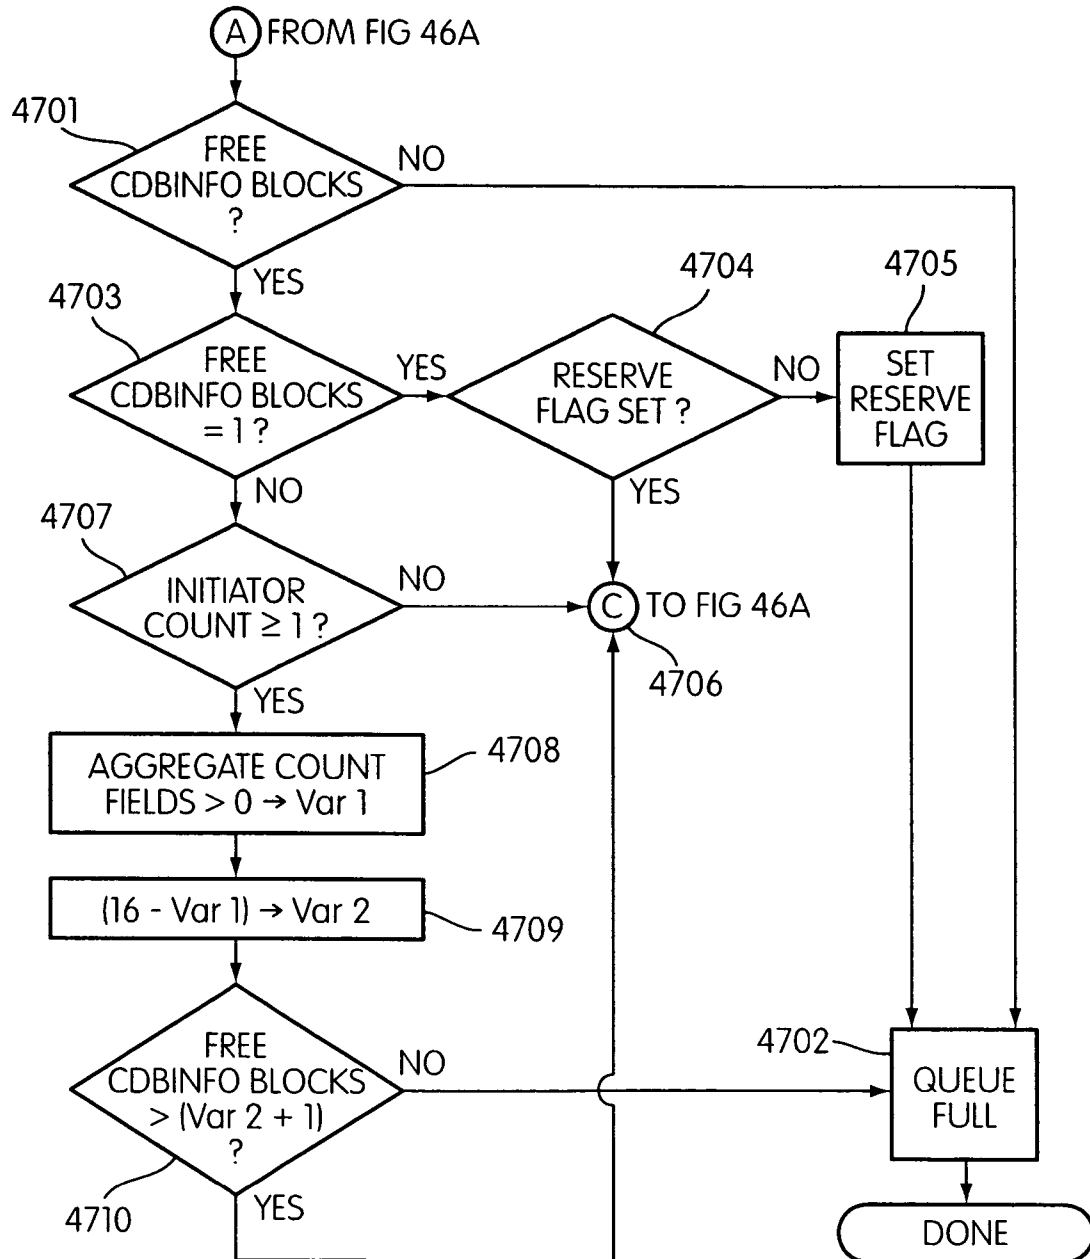 A FROM FIG 46A
4701
FREE
CDBINFO BLOCKS
?
NO
YES
4703
FREE
CDBINFO BLOCKS
= 1 ?
YES
NO
4704
RESERVE
FLAG SET ?
NO
YES
4705
SET
RESERVE
FLAG
4707
INITIATOR
COUNT ≥ 1 ?
NO
YES
C TO FIG 46A
4706
AGGREGATE COUNT
FIELDS > 0 → Var 1
4708
(16 - Var 1) → Var 2
4709
FREE
CDBINFO BLOCKS
> (Var 2 + 1)
?
NO
YES
4710
4702
QUEUE
FULL
DONE